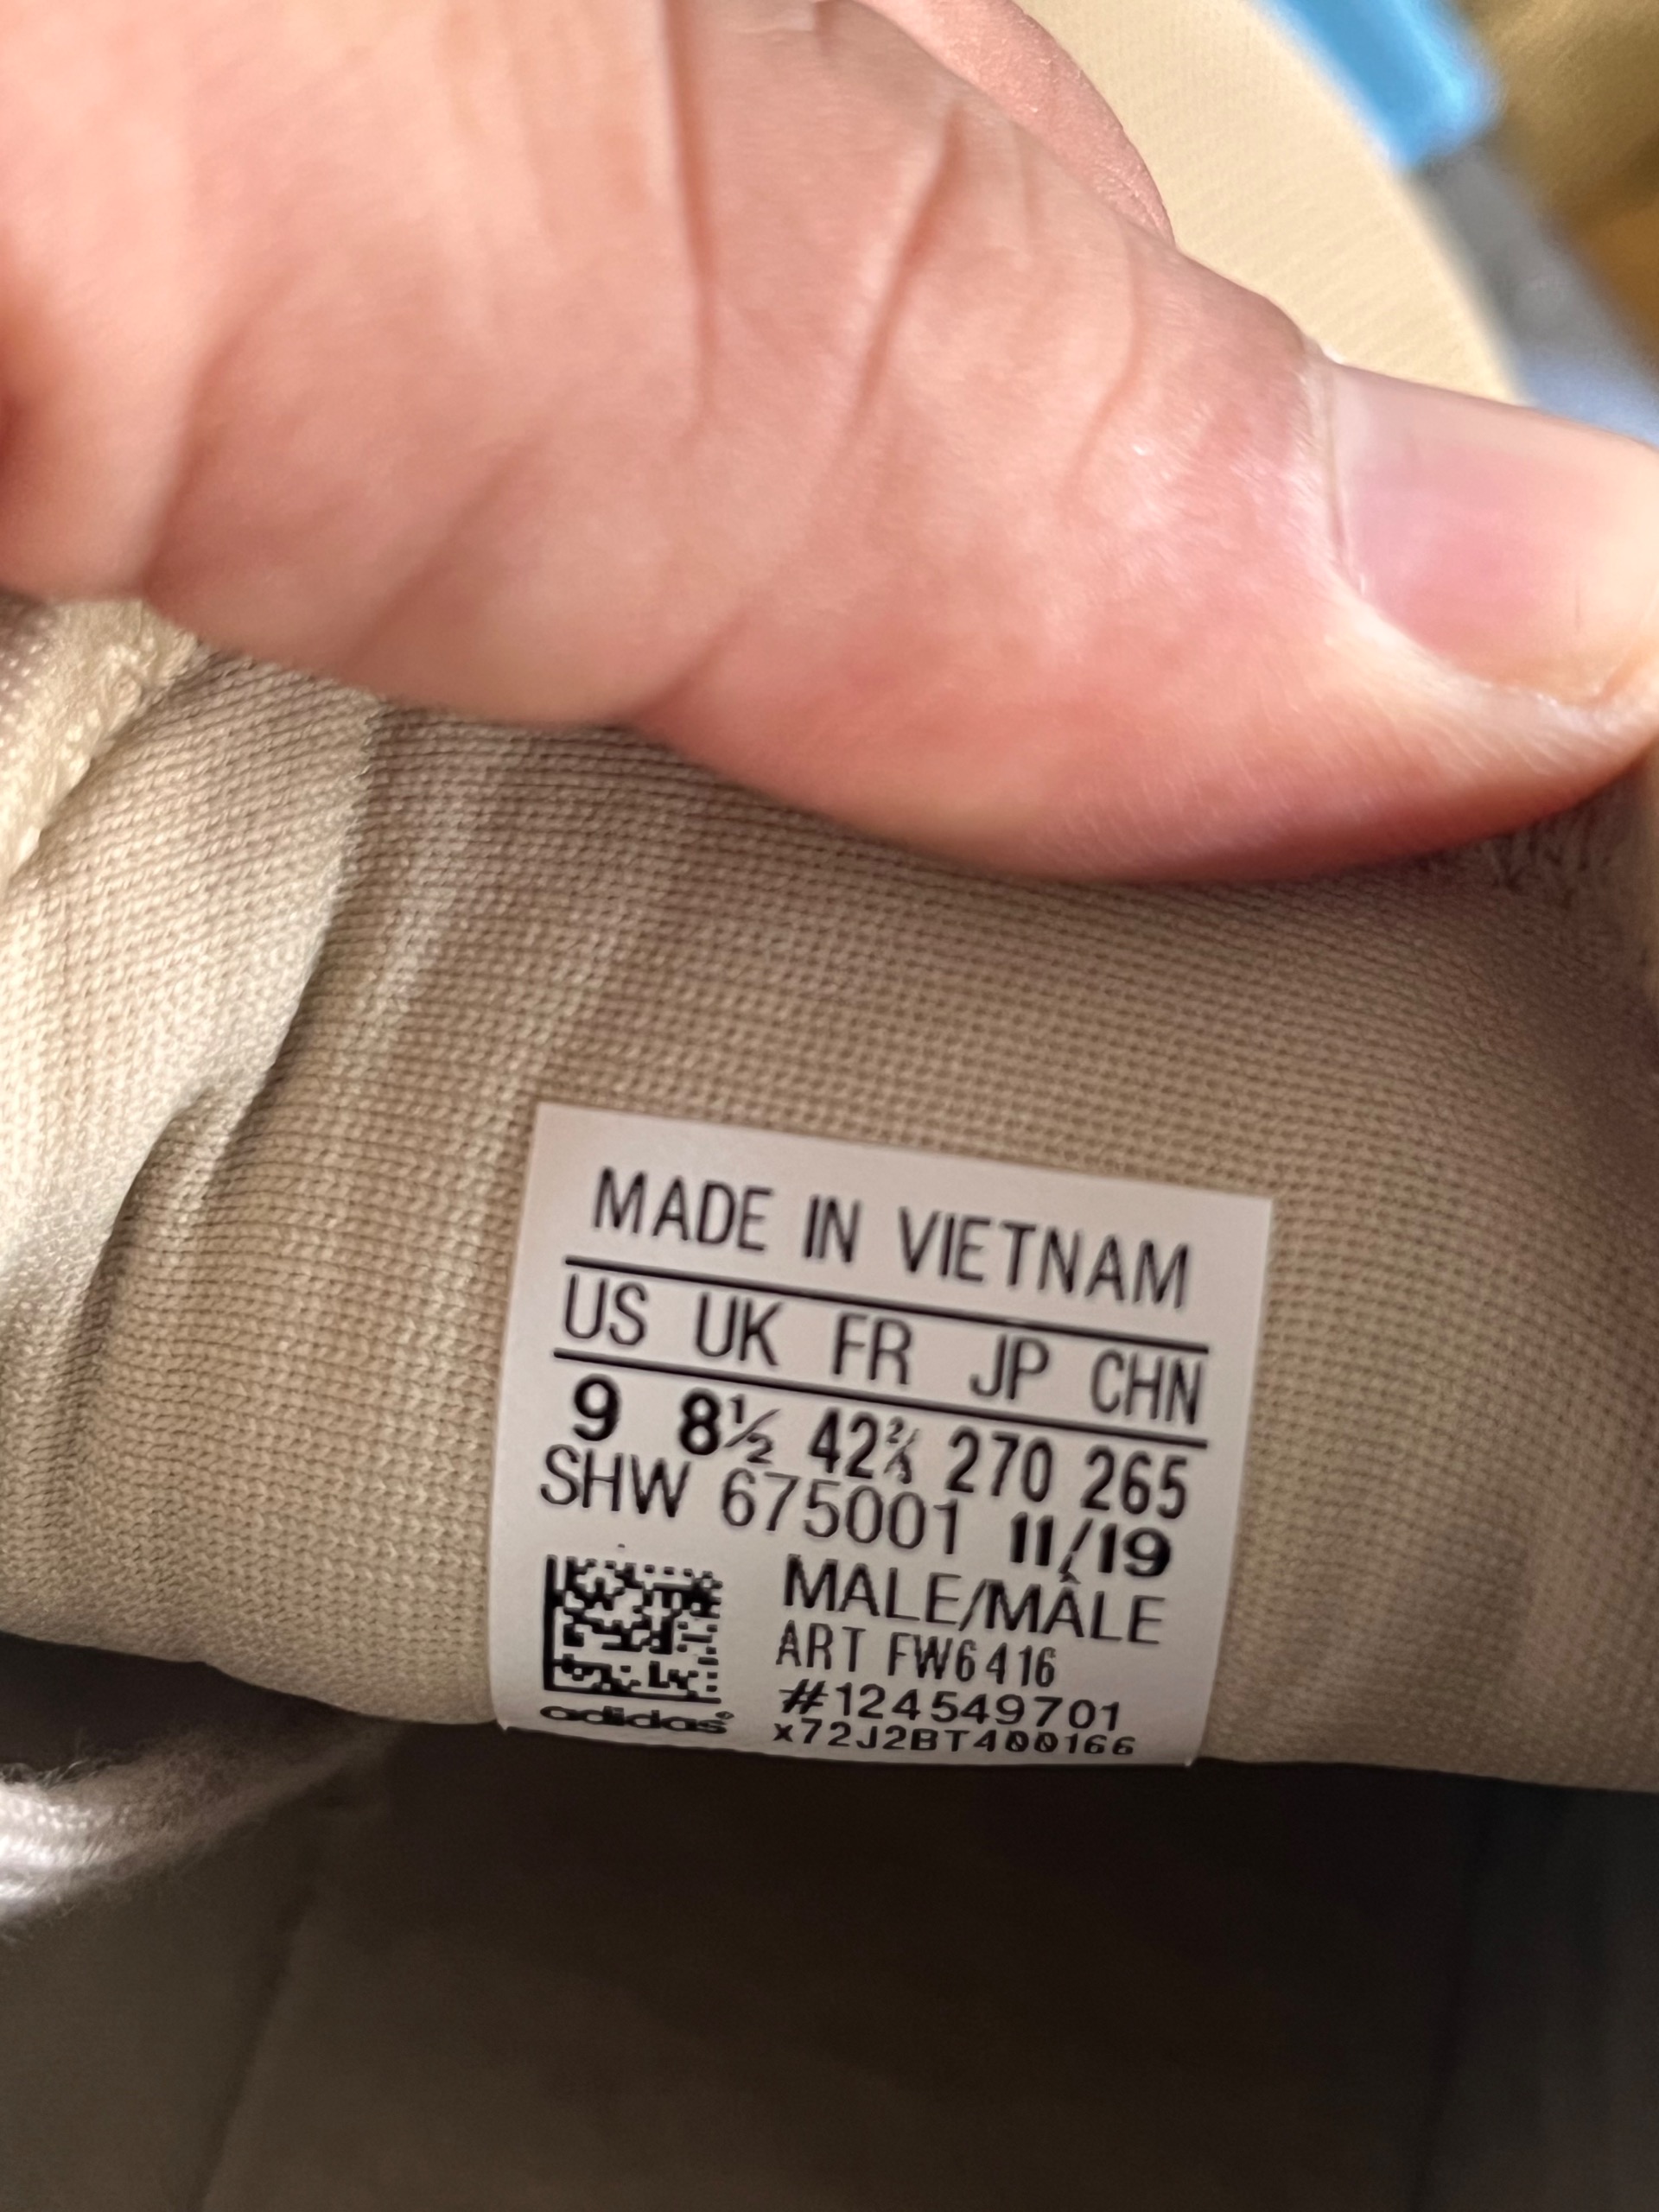 MADE IN VIETNAM
US UK FR JP CHN
9 8½ 42⅔ 270 265
SHW 675001 11/19
MALE/MÂLE
ART FW6416
#124549701
adidas x72J2BT400166